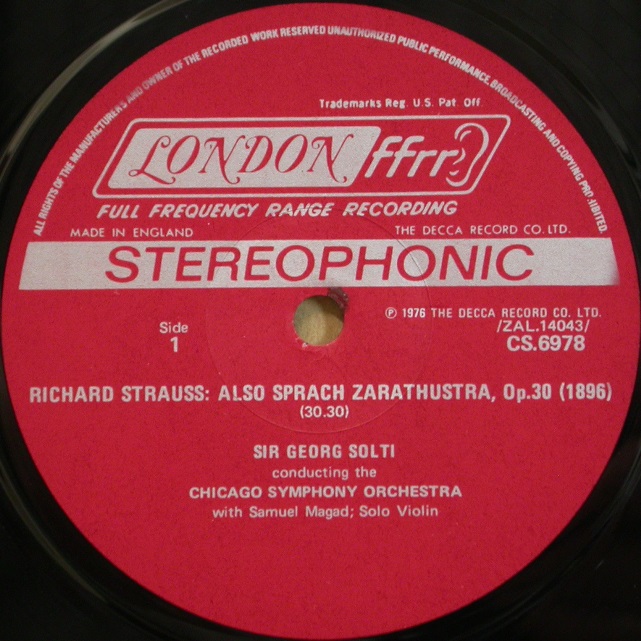 ALL RIGHTS OF THE MANUFACTURERS AND OWNER OF THE RECORDED WORK RESERVED UNAUTHORIZED PUBLIC PERFORMANCE, BROADCASTING AND COPYING PROHIBITED.
Trademarks Reg. U.S. Pat. Off.
LONDON ffrr
FULL FREQUENCY RANGE RECORDING
MADE IN ENGLAND THE DECCA RECORD CO. LTD.
STEREOPHONIC
℗ 1976 THE DECCA RECORD CO. LTD.
Side /ZAL.14043/
1 CS.6978
RICHARD STRAUSS: ALSO SPRACH ZARATHUSTRA, Op.30 (1896)
(30.30)
SIR GEORG SOLTI
conducting the
CHICAGO SYMPHONY ORCHESTRA
with Samuel Magad; Solo Violin